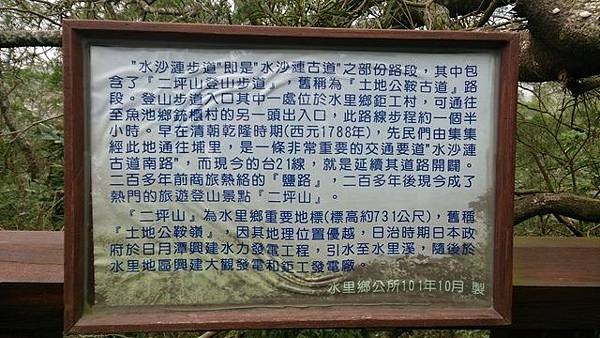 "水沙漣步道"即是"水沙漣古道"之部份路段，其中包
含了『二坪山登山步道』，舊稱為『土地公鞍古道』路
段。登山步道入口其中一處位於水里鄉鉅工村，可通往
至魚池鄉銃櫃村的另一頭出入口，此路線步程約一個半
小時。早在清朝乾隆時期(西元1788年)，先民們由集集
經此地通往埔里，是一條非常重要的交通要道"水沙漣
古道南路"，而現今的台21線，就是延續其道路開闢。
二百多年前商旅熱絡的『鹽路』，二百多年後現今成了
熱門的旅遊登山景點『二坪山』。
『二坪山』為水里鄉重要地標(標高約731公尺)，舊稱
『土地公鞍嶺』，因其地理位置優越，日治時期日本政
府於日月潭興建水力發電工程，引水至水里溪，隨後於
水里地區興建大觀發電和鉅工發電廠。
水里鄉公所101年10月 製